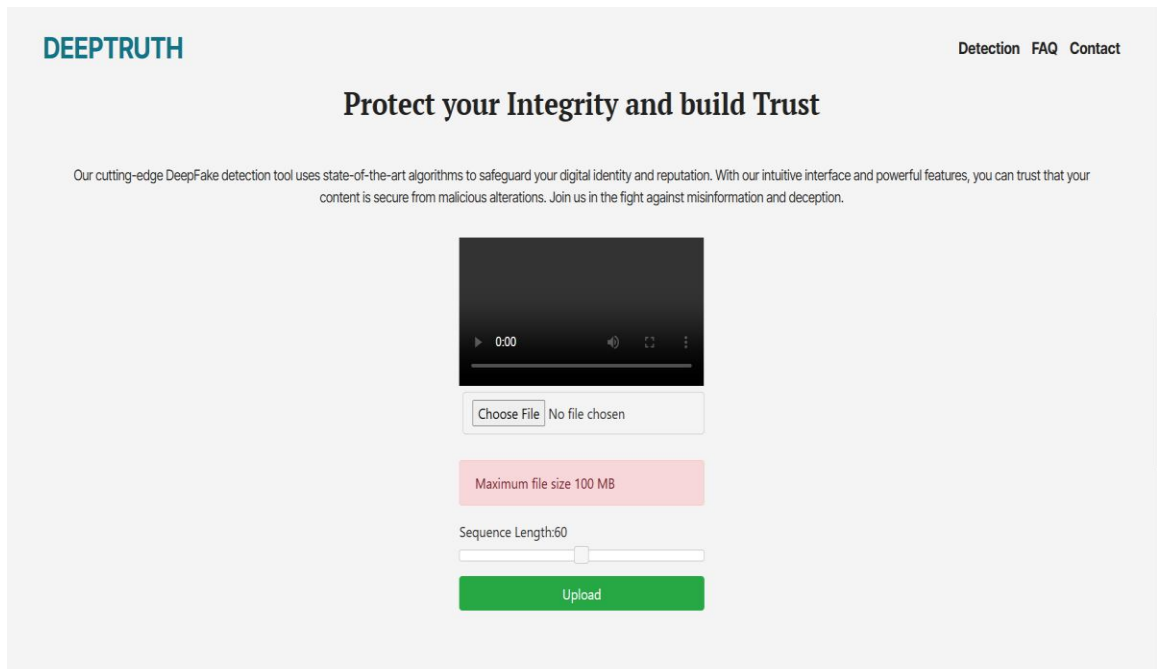 DEEPTRUTH
Detection FAQ Contact
Protect your Integrity and build Trust
Our cutting-edge DeepFake detection tool uses state-of-the-art algorithms to safeguard your digital identity and reputation. With our intuitive interface and powerful features, you can trust that your
content is secure from malicious alterations. Join us in the fight against misinformation and deception.
0:00
Choose File No file chosen
Maximum file size 100 MB
Sequence Length:60
Upload